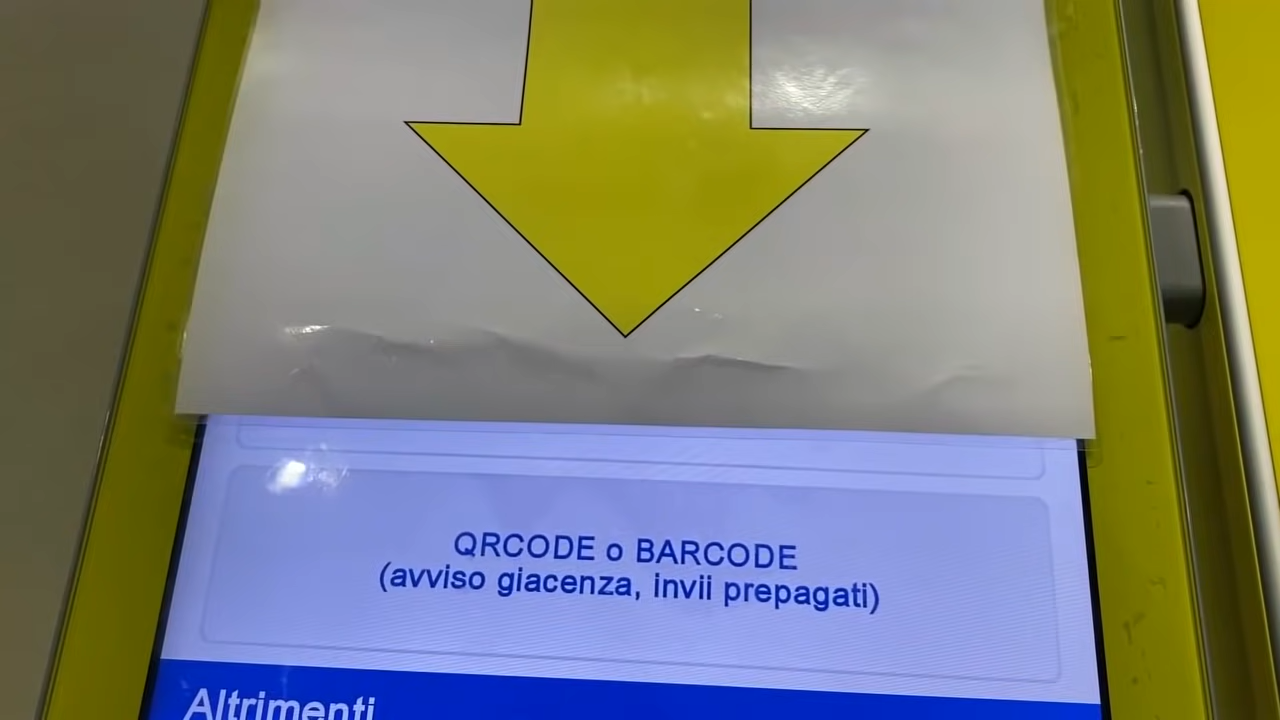 QRCODE o BARCODE
(avviso giacenza, invii prepagati)
Altrimenti